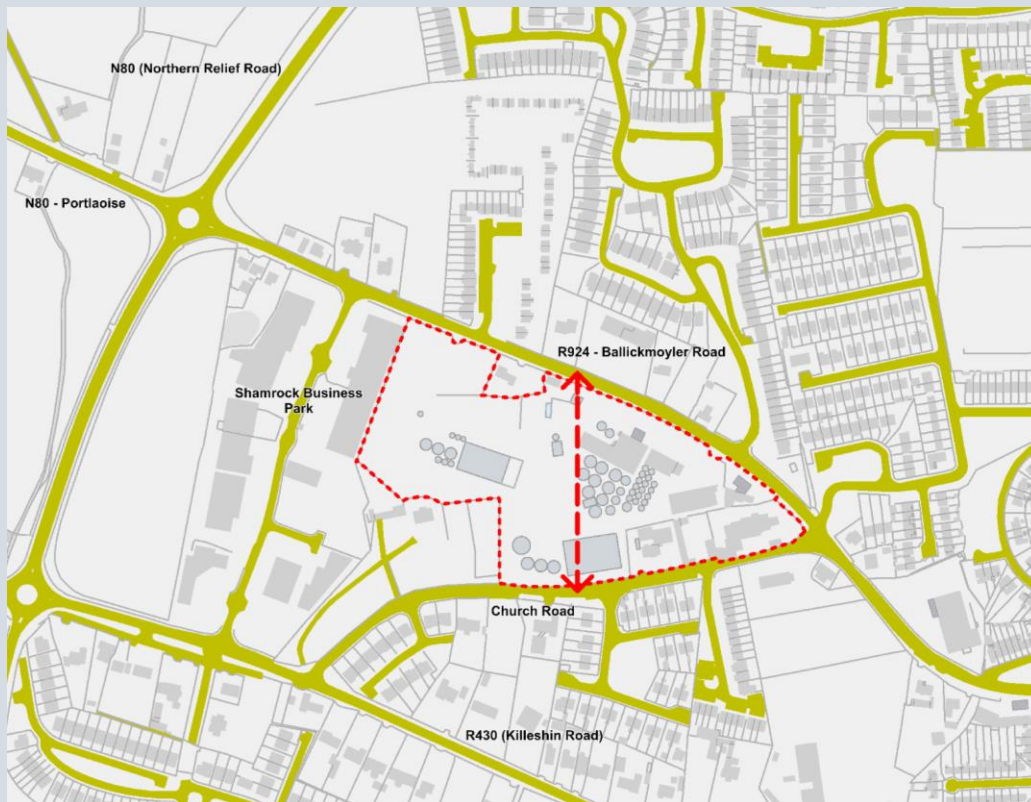 N80 (Northern Relief Road)
N80 - Portlaoise
R924 - Ballickmoyler Road
Shamrock Business
Park
Church Road
R430 (Killeshin Road)